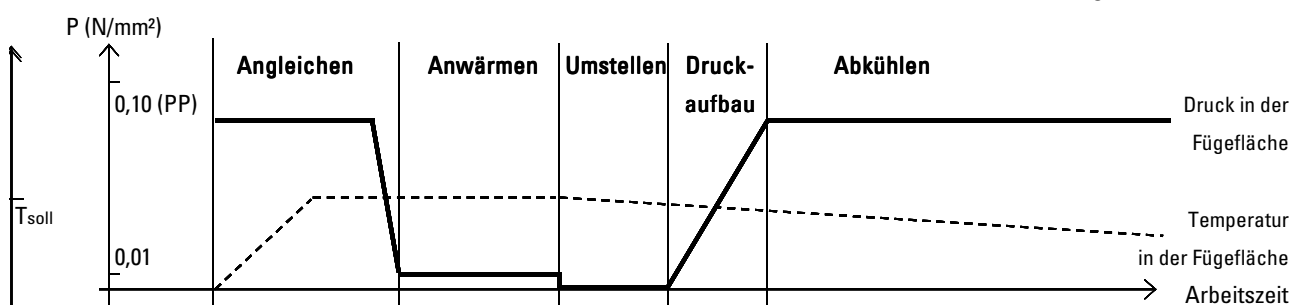 P (N/mm²)
Angleichen
Anwärmen
Umstellen
Druck-
aufbau
Abkühlen
0,10 (PP)
Druck in der
Fügefläche
Tsoll
Temperatur
in der Fügefläche
0,01
Arbeitszeit